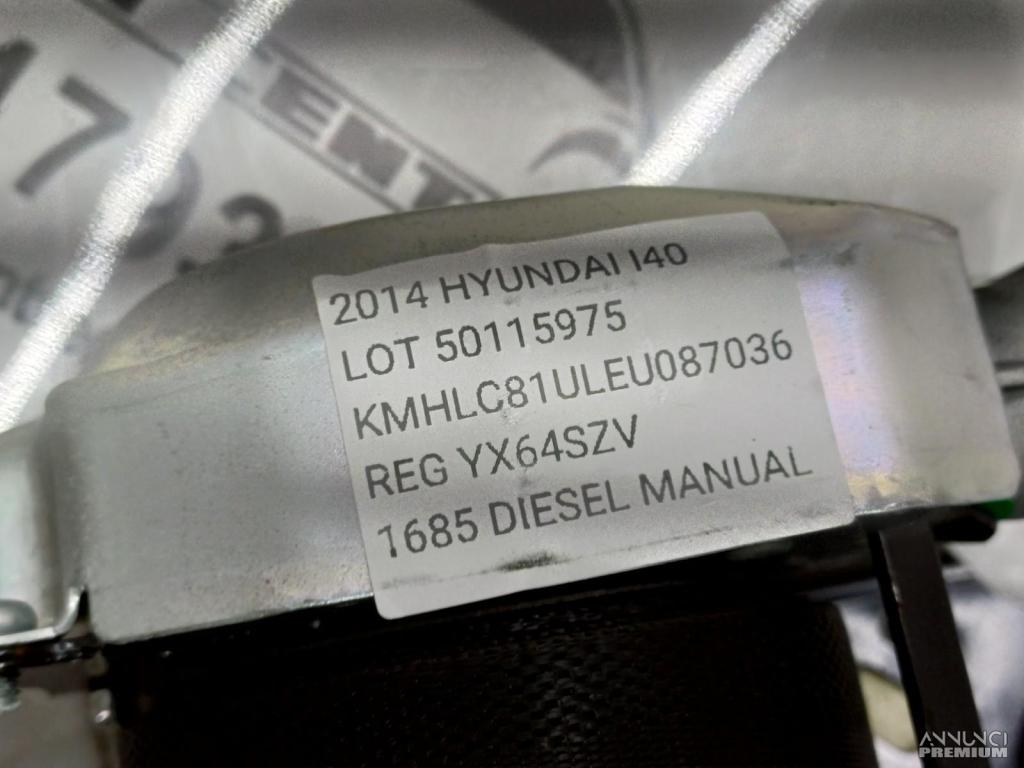 2014 HYUNDAI I40
LOT 50115975
KMHLC81ULEU087036
REG YX64SZV
1685 DIESEL MANUAL
ANNUNCI
PREMIUM